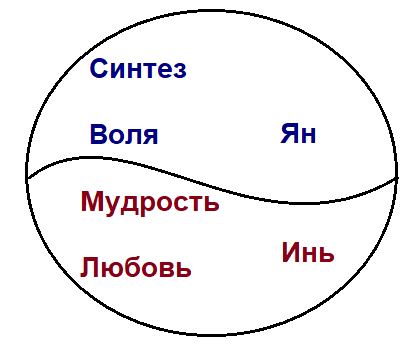 Синтез
Воля
Ян
Мудрость
Любовь
Инь